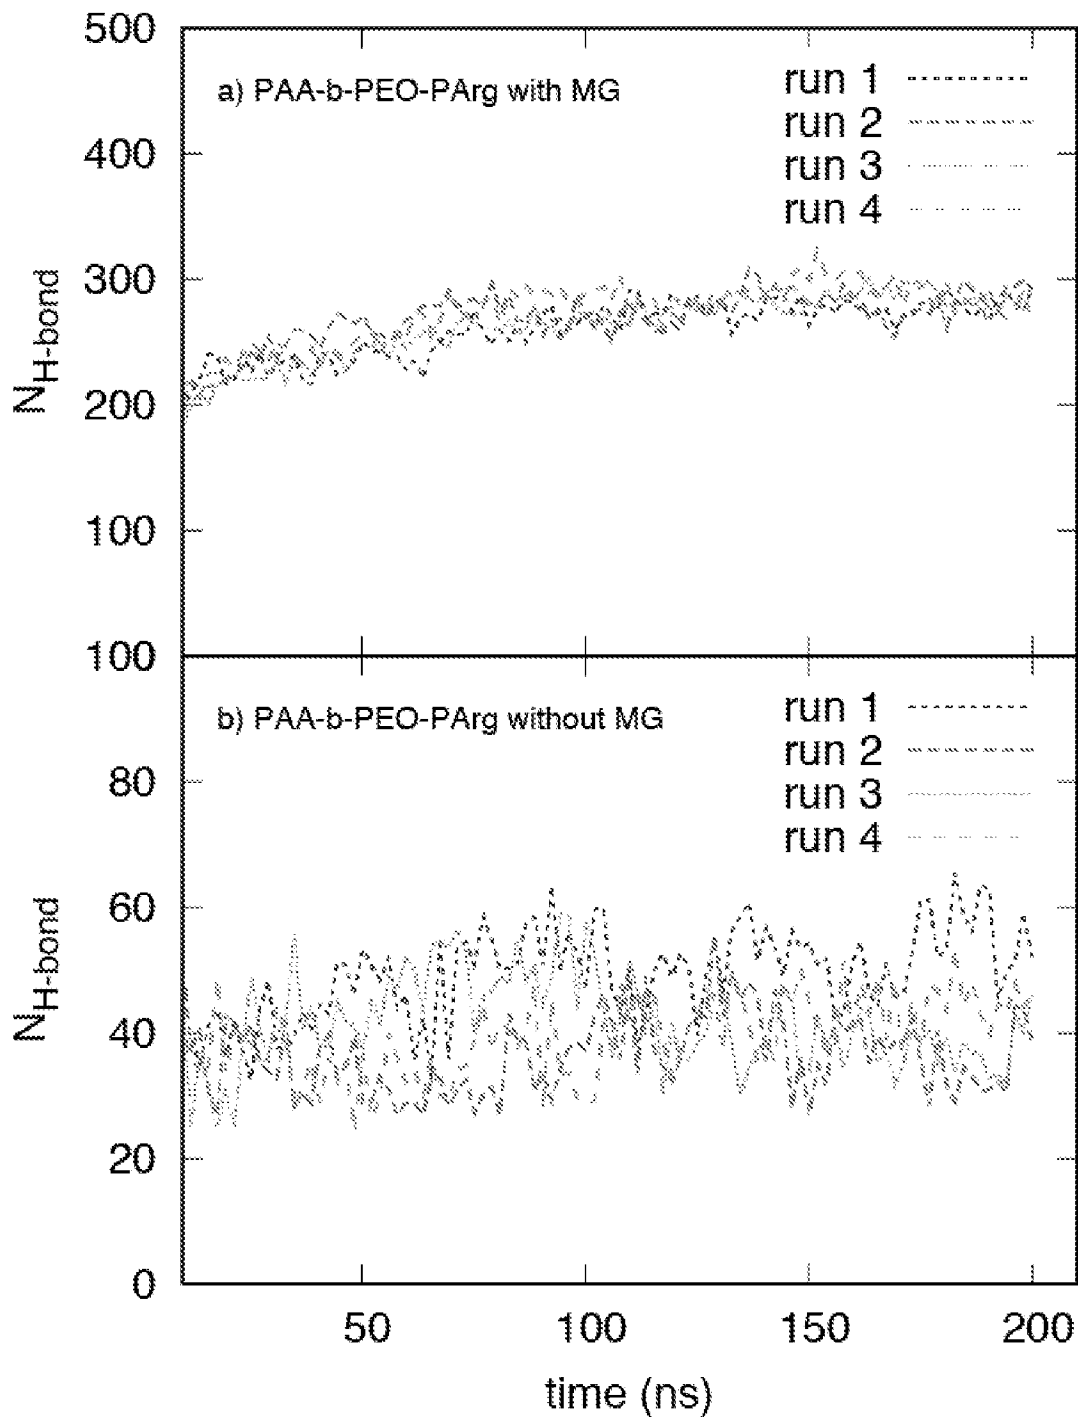 500
a) PAA-b-PEO-PArg with MG
run 1
run 2
400
run 3
run 4
300
N_H-bond
200
100
100
b) PAA-b-PEO-PArg without MG
run 1
run 2
80
run 3
run 4
60
N_H-bond
40
20
0
50 100 150 200
time (ns)